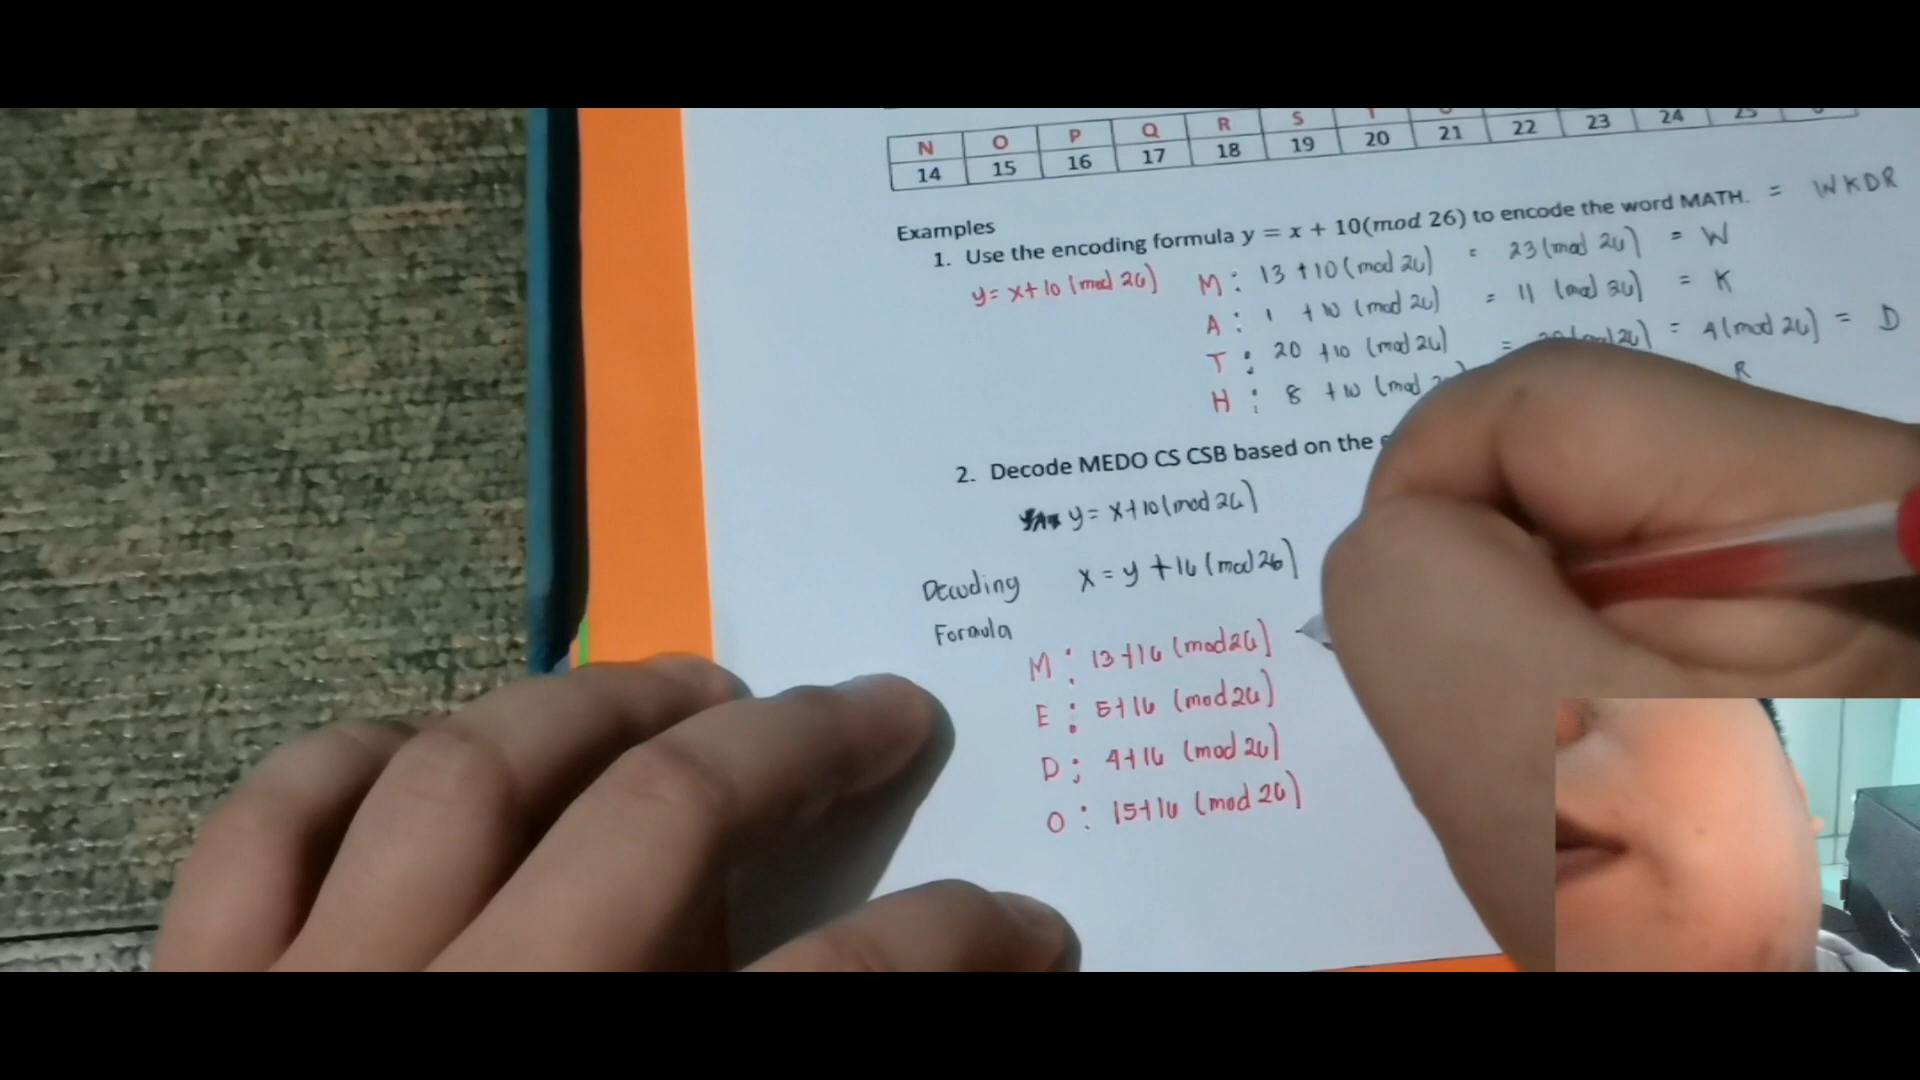 N O P Q R S
14 15 16 17 18 19 20 21 22 23 24 25
Examples
1. Use the encoding formula y = x + 10(mod 26) to encode the word MATH. = WKDR
y = x + 10 (mod 26) M : 13 + 10 (mod 26) = 23 (mod 26) = W
A : 1 + 10 (mod 26) = 11 (mod 26) = K
T : 20 + 10 (mod 26) = (mod 26) = 4 (mod 26) = D
H : 8 + 10 (mod R
2. Decode MEDO CS CSB based on the
y = x + 10 (mod 26)
Decoding x = y + 16 (mod 26)
Formula
M : 13 + 16 (mod 26)
E : 5 + 16 (mod 26)
D : 4 + 16 (mod 26)
O : 15 + 16 (mod 26)